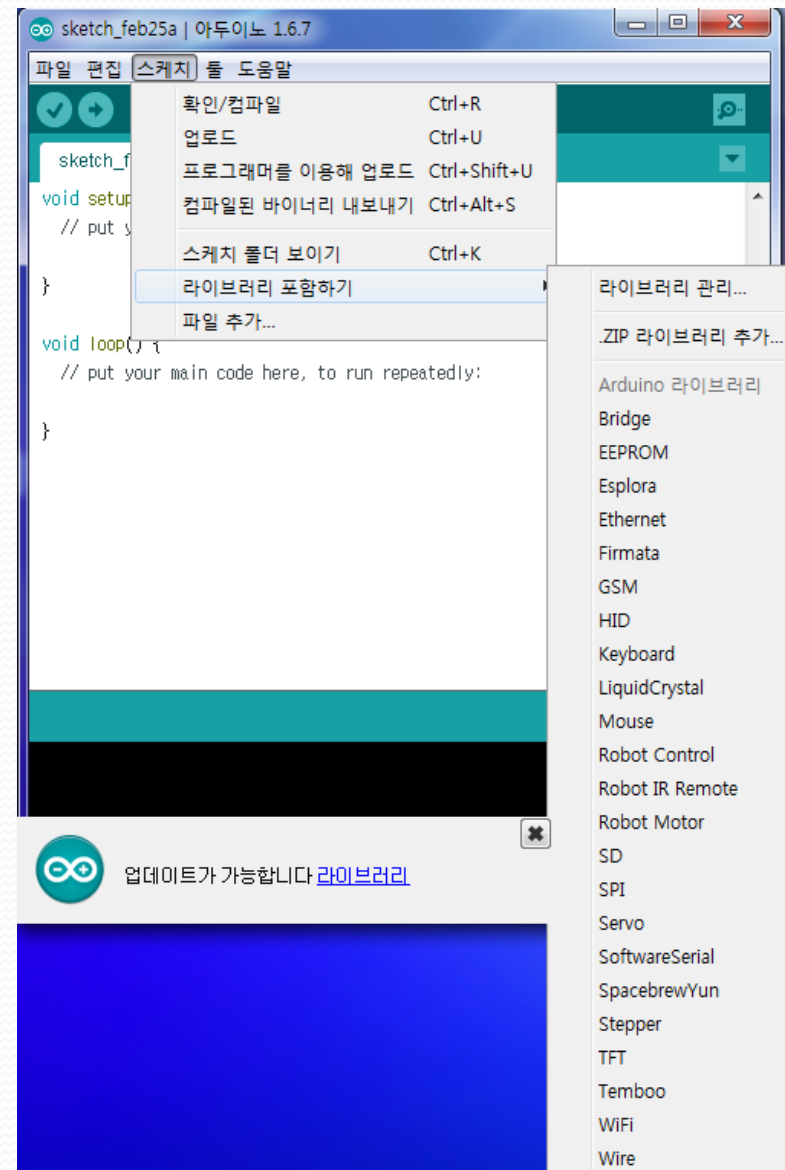 sketch_feb25a | 아두이노 1.6.7
파일 편집 스케치 툴 도움말
확인/컴파일 Ctrl+R
업로드 Ctrl+U
프로그래머를 이용해 업로드 Ctrl+Shift+U
컴파일된 바이너리 내보내기 Ctrl+Alt+S
스케치 폴더 보이기 Ctrl+K
라이브러리 포함하기
파일 추가...
sketch_f
void setup
// put y
}
void loop() {
// put your main code here, to run repeatedly:
}
라이브러리 관리...
.ZIP 라이브러리 추가...
Arduino 라이브러리
Bridge
EEPROM
Esplora
Ethernet
Firmata
GSM
HID
Keyboard
LiquidCrystal
Mouse
Robot Control
Robot IR Remote
Robot Motor
SD
SPI
Servo
SoftwareSerial
SpacebrewYun
Stepper
TFT
Temboo
WiFi
Wire
업데이트가 가능합니다 라이브러리